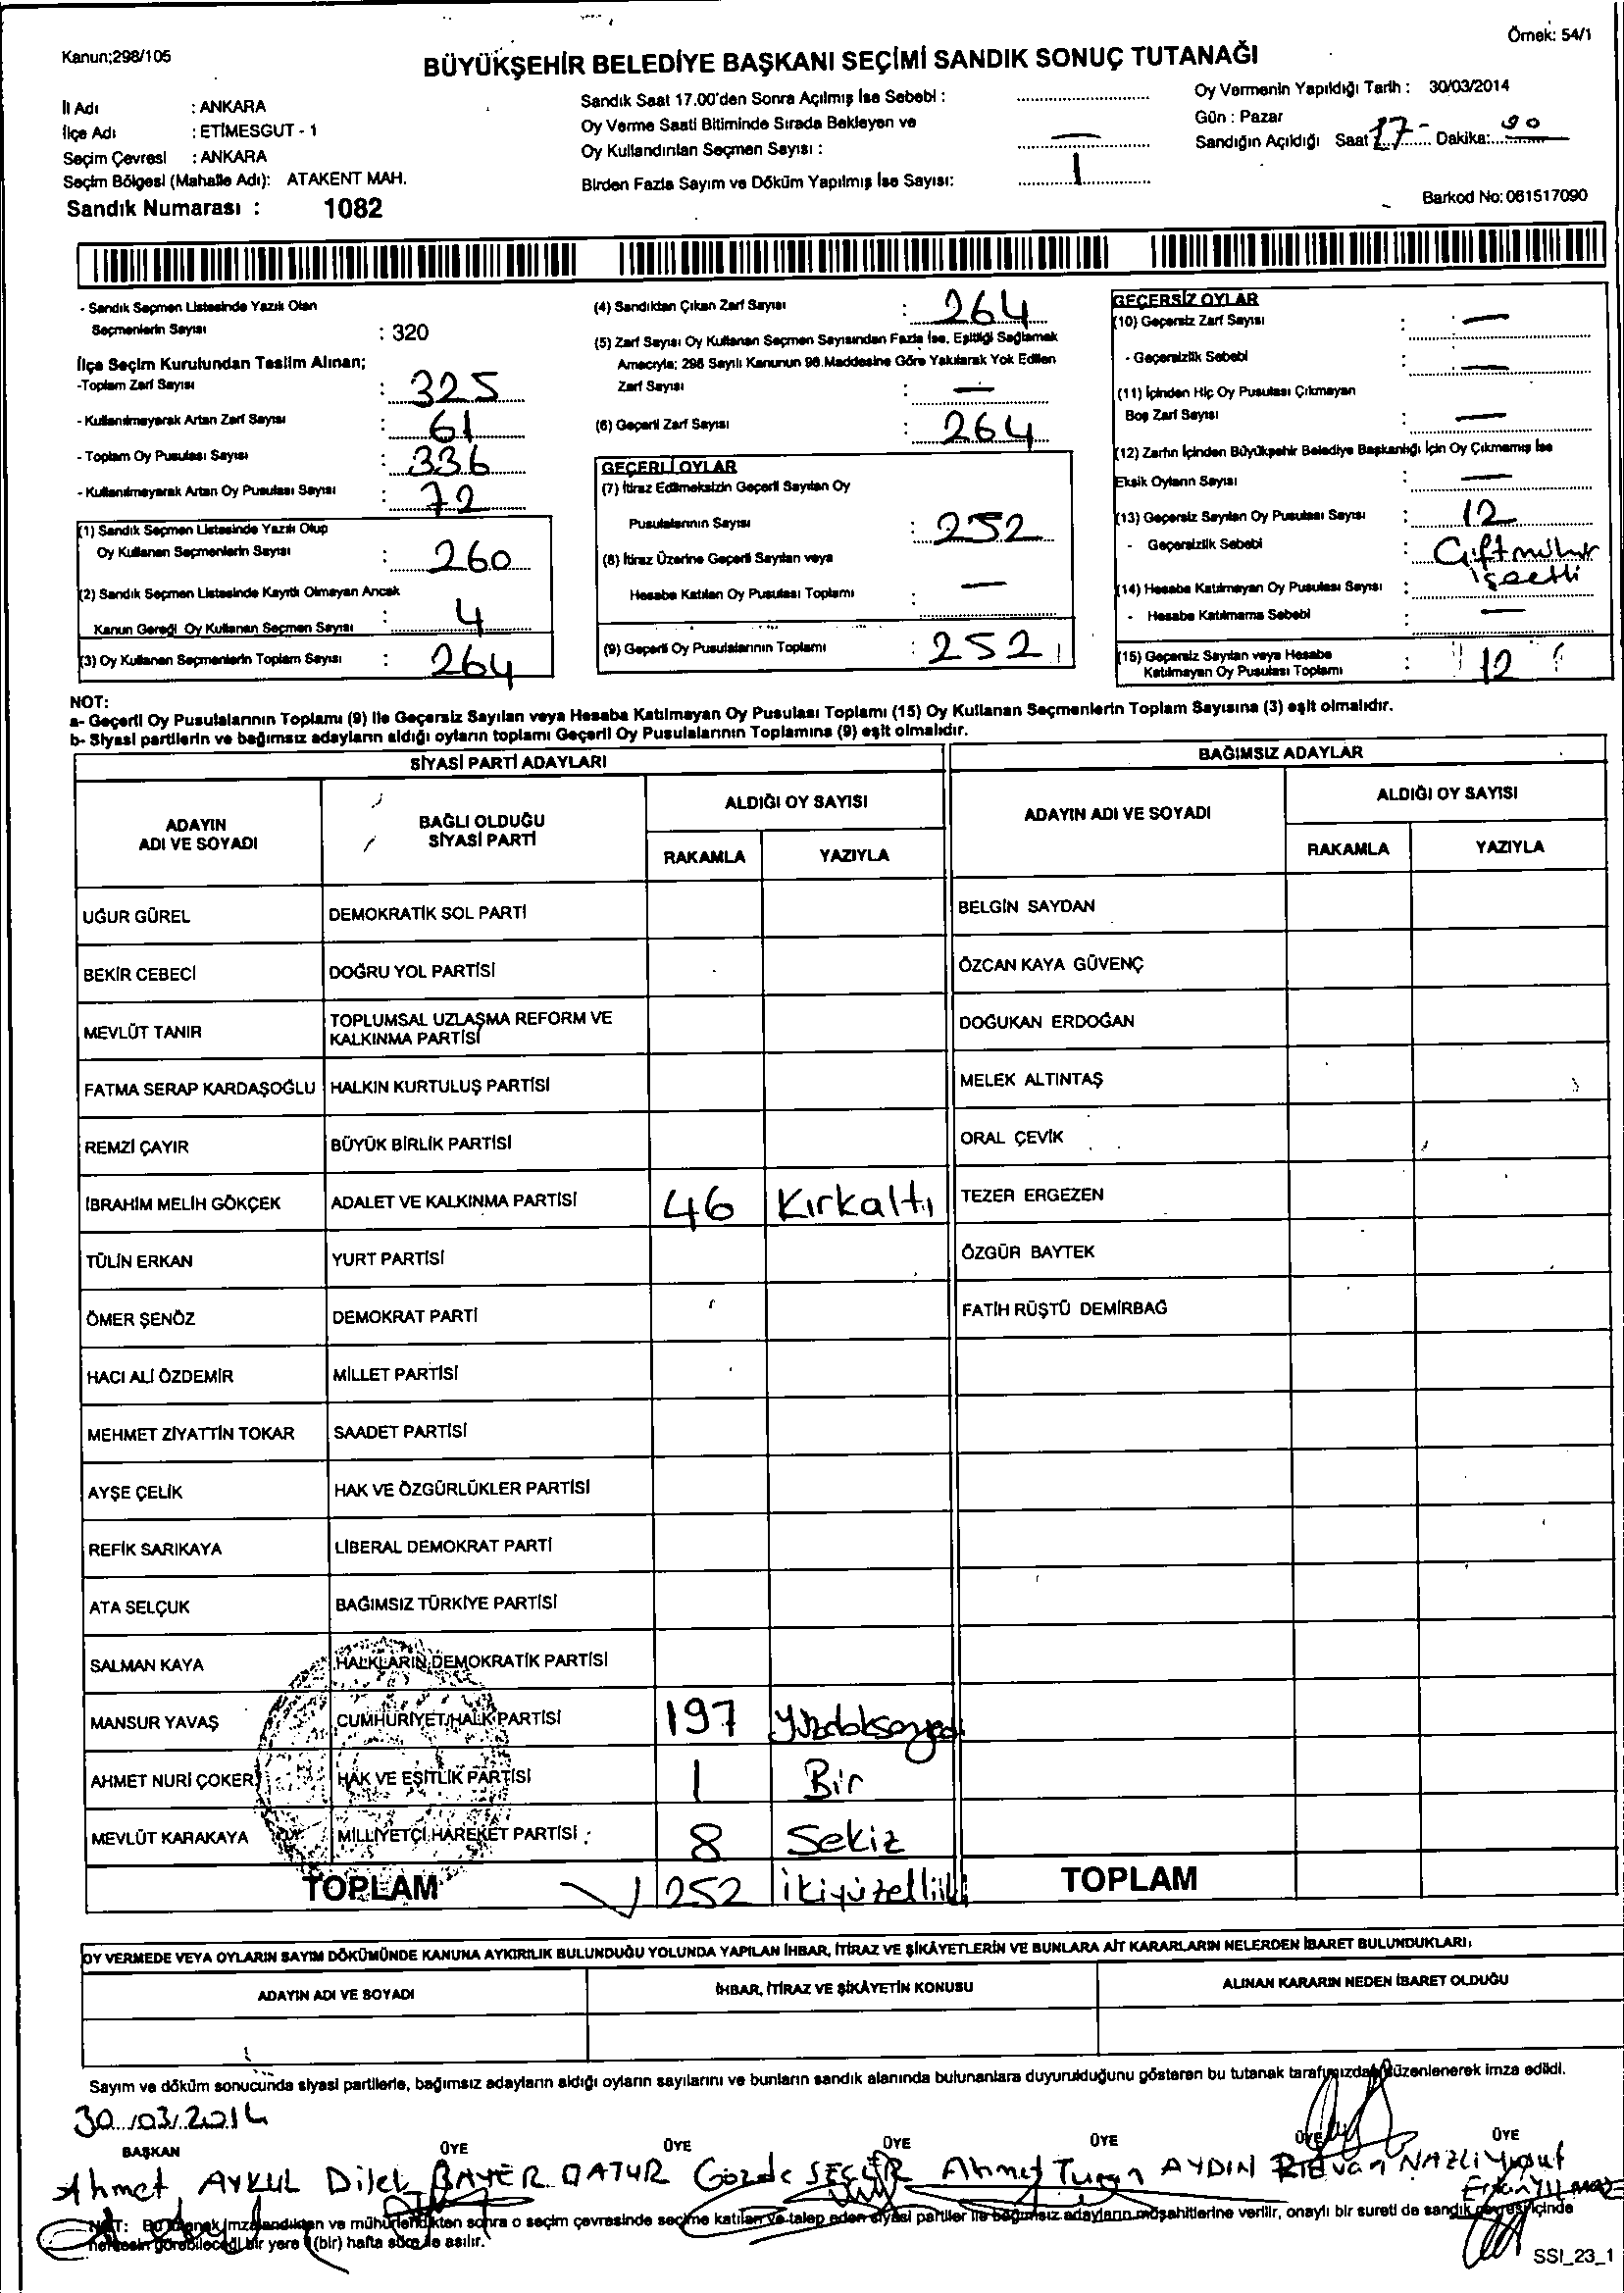 Örnek: 54/1
Kanun;298/105
BÜYÜKŞEHİR BELEDİYE BAŞKANI SEÇİMİ SANDIK SONUÇ TUTANAĞI
İl Adı : ANKARA
İlçe Adı : ETİMESGUT - 1
Seçim Çevresi : ANKARA
Seçim Bölgesi (Mahalle Adı): ATAKENT MAH.
Sandık Numarası : 1082
Sandık Saat 17.00'den Sonra Açılmış İse Sebebi :
Oy Verme Saati Bitiminde Sırada Bekleyen ve
Oy Kullandırılan Seçmen Sayısı : —
Birden Fazla Sayım ve Döküm Yapılmış İse Sayısı: 1
Oy Vermenin Yapıldığı Tarih : 30/03/2014
Gün : Pazar
Sandığın Açıldığı Saat 17 Dakika:
Barkod No: 061517090
- Sandık Seçmen Listesinde Yazılı Olan
Seçmenlerin Sayısı : 320
İlçe Seçim Kurulundan Teslim Alınan;
-Toplam Zarf Sayısı : 325
- Kullanılmayarak Artan Zarf Sayısı : 61
- Toplam Oy Pusulası Sayısı : 336
- Kullanılmayarak Artan Oy Pusulası Sayısı : 72
(1) Sandık Seçmen Listesinde Yazılı Olup
Oy Kullanan Seçmenlerin Sayısı : 260
(2) Sandık Seçmen Listesinde Kayıtlı Olmayan Ancak
Kanun Gereği Oy Kullanan Seçmen Sayısı : 4
(3) Oy Kullanan Seçmenlerin Toplam Sayısı : 264
(4) Sandıktan Çıkan Zarf Sayısı : 264
(5) Zarf Sayısı Oy Kullanan Seçmen Sayısından Fazla İse, Eşitliği Sağlamak
Amacıyla; 298 Sayılı Kanunun 98.Maddesine Göre Yakılarak Yok Edilen
Zarf Sayısı : —
(6) Geçerli Zarf Sayısı : 264
GEÇERLİ OYLAR
(7) İtiraz Edilmeksizin Geçerli Sayılan Oy
Pusulalarının Sayısı : 252
(8) İtiraz Üzerine Geçerli Sayılan veya
Hesaba Katılan Oy Pusulası Toplamı : —
(9) Geçerli Oy Pusulalarının Toplamı : 252
GEÇERSİZ OYLAR
(10) Geçersiz Zarf Sayısı : —
- Geçersizlik Sebebi : —
(11) İçinden Hiç Oy Pusulası Çıkmayan
Boş Zarf Sayısı : —
(12) Zarfın İçinden Büyükşehir Belediye Başkanlığı İçin Oy Çıkmamış İse
Eksik Oyların Sayısı : —
(13) Geçersiz Sayılan Oy Pusulası Sayısı : 12
- Geçersizlik Sebebi : Çift mühür
işaetli
(14) Hesaba Katılmayan Oy Pusulası Sayısı :
- Hesaba Katılmama Sebebi : —
(15) Geçersiz Sayılan veya Hesaba
Katılmayan Oy Pusulası Toplamı : 12
NOT:
a- Geçerli Oy Pusulalarının Toplamı (9) ile Geçersiz Sayılan veya Hesaba Katılmayan Oy Pusulası Toplamı (15) Oy Kullanan Seçmenlerin Toplam Sayısına (3) eşit olmalıdır.
b- Siyasi partilerin ve bağımsız adayların aldığı oyların toplamı Geçerli Oy Pusulalarının Toplamına (9) eşit olmalıdır.
SİYASİ PARTİ ADAYLARI
ADAYIN
ADI VE SOYADI
BAĞLI OLDUĞU
SİYASİ PARTİ
ALDIĞI OY SAYISI
RAKAMLA YAZIYLA
UĞUR GÜREL DEMOKRATİK SOL PARTİ
BEKİR CEBECİ DOĞRU YOL PARTİSİ
MEVLÜT TANIR TOPLUMSAL UZLAŞMA REFORM VE
KALKINMA PARTİSİ
FATMA SERAP KARDAŞOĞLU HALKIN KURTULUŞ PARTİSİ
REMZİ ÇAYIR BÜYÜK BİRLİK PARTİSİ
İBRAHİM MELİH GÖKÇEK ADALET VE KALKINMA PARTİSİ 46 Kırkaltı
TÜLİN ERKAN YURT PARTİSİ
ÖMER ŞENÖZ DEMOKRAT PARTİ
HACI ALİ ÖZDEMİR MİLLET PARTİSİ
MEHMET ZİYATTİN TOKAR SAADET PARTİSİ
AYŞE ÇELİK HAK VE ÖZGÜRLÜKLER PARTİSİ
REFİK SARIKAYA LİBERAL DEMOKRAT PARTİ
ATA SELÇUK BAĞIMSIZ TÜRKİYE PARTİSİ
SALMAN KAYA HALKLARIN DEMOKRATİK PARTİSİ
MANSUR YAVAŞ CUMHURİYET HALK PARTİSİ 197 Yüzdoksanyedi
AHMET NURİ ÇOKER HAK VE EŞİTLİK PARTİSİ 1 Bir
MEVLÜT KARAKAYA MİLLİYETÇİ HAREKET PARTİSİ 8 Sekiz
TOPLAM 252 İkiyüzelliiki
BAĞIMSIZ ADAYLAR
ADAYIN ADI VE SOYADI
ALDIĞI OY SAYISI
RAKAMLA YAZIYLA
BELGİN SAYDAN
ÖZCAN KAYA GÜVENÇ
DOĞUKAN ERDOĞAN
MELEK ALTINTAŞ
ORAL ÇEVİK
TEZER ERGEZEN
ÖZGÜR BAYTEK
FATİH RÜŞTÜ DEMİRBAĞ
TOPLAM
OY VERMEDE VEYA OYLARIN SAYIM DÖKÜMÜNDE KANUNA AYKIRILIK BULUNDUĞU YOLUNDA YAPILAN İHBAR, İTİRAZ VE ŞİKÂYETLERİN VE BUNLARA AİT KARARLARIN NELERDEN İBARET BULUNDUKLARI;
ADAYIN ADI VE SOYADI İHBAR, İTİRAZ VE ŞİKÂYETİN KONUSU ALINAN KARARIN NEDEN İBARET OLDUĞU
Sayım ve döküm sonucunda siyasi partilerle, bağımsız adayların aldığı oyların sayılarını ve bunların sandık alanında bulunanlara duyurulduğunu gösteren bu tutanak tarafımızdan düzenlenerek imza edildi.
30/03/2014
BAŞKAN ÜYE ÜYE ÜYE ÜYE ÜYE ÜYE
Ahmet AYKUL Dilek BAYER DATUR Gözde SEÇER Ahmet Turan AYDIN Rıdvan NAZLI Yusuf
Erkan YILMAZ
NOT: Bu tutanak imzalandıktan ve mühürlendikten sonra o seçim çevresinde seçime katılan ve talep eden siyasi partiler ile bağımsız adayların müşahitlerine verilir, onaylı bir sureti de sandık çevresi içinde
herkesin görebileceği bir yere 1 (bir) hafta süre ile asılır.
SSI_23_1